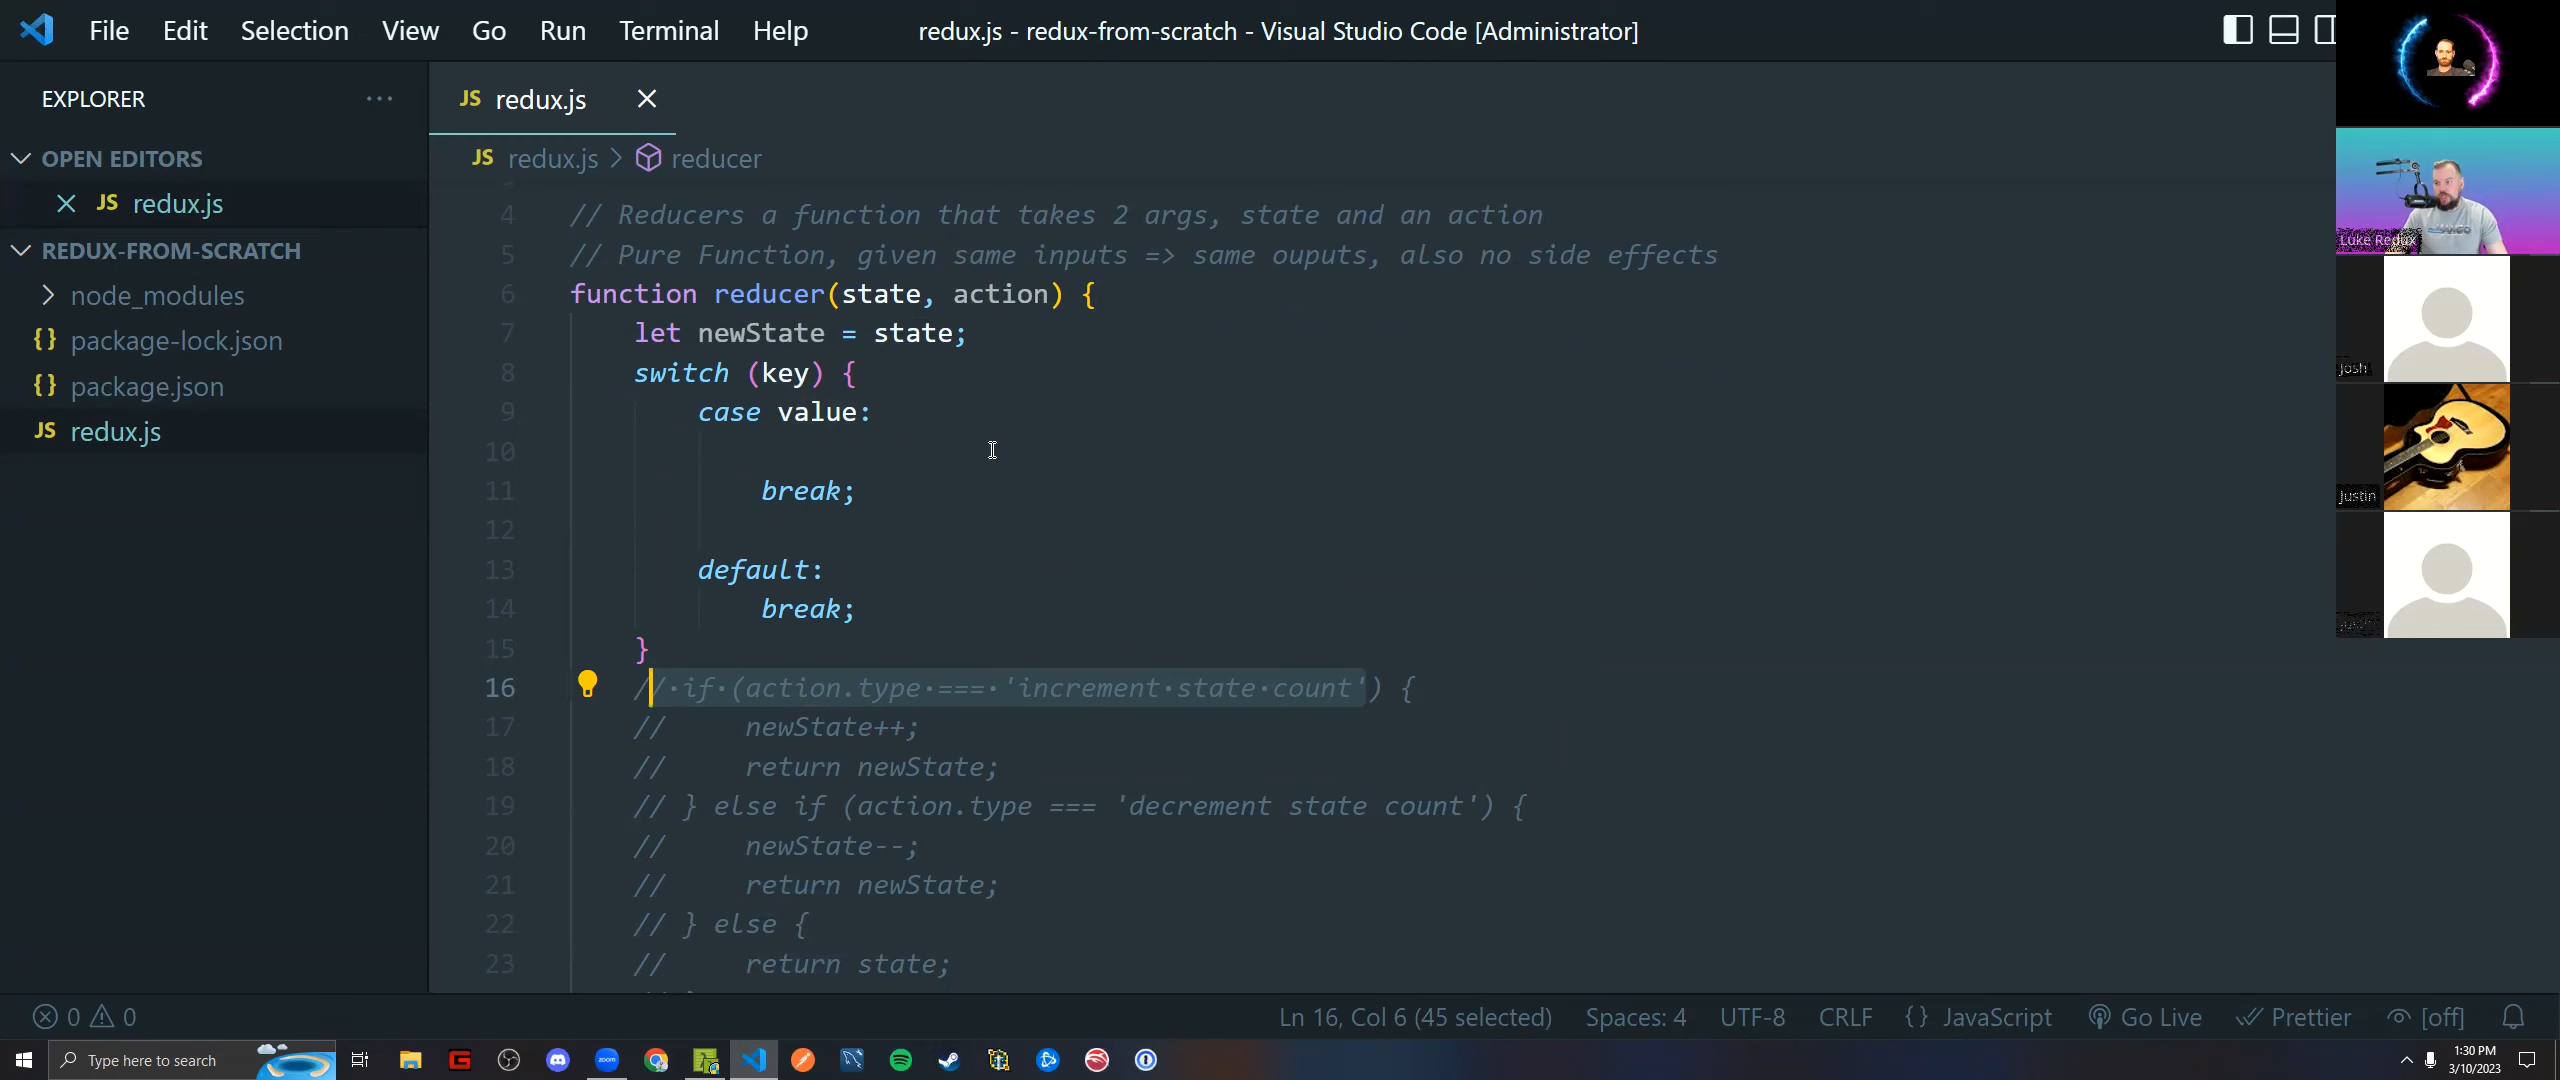 File Edit Selection View Go Run Terminal Help
redux.js - redux-from-scratch - Visual Studio Code [Administrator]
EXPLORER
OPEN EDITORS
JS redux.js
REDUX-FROM-SCRATCH
node_modules
{} package-lock.json
{} package.json
JS redux.js
JS redux.js
JS redux.js > reducer
4 // Reducers a function that takes 2 args, state and an action
5 // Pure Function, given same inputs => same ouputs, also no side effects
6 function reducer(state, action) {
7 let newState = state;
8 switch (key) {
9 case value:
10
11 break;
12
13 default:
14 break;
15 }
16 // if (action.type === 'increment state count') {
17 // newState++;
18 // return newState;
19 // } else if (action.type === 'decrement state count') {
20 // newState--;
21 // return newState;
22 // } else {
23 // return state;
Luke Redux
Josh
Justin
0 0
Ln 16, Col 6 (45 selected) Spaces: 4 UTF-8 CRLF {} JavaScript Go Live Prettier [off]
Type here to search
zoom
1:30 PM
3/10/2023